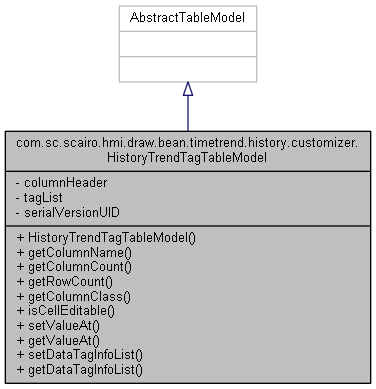 AbstractTableModel
com.sc.scairo.hmi.draw.bean.timetrend.history.customizer.
HistoryTrendTagTableModel
- columnHeader
- tagList
- serialVersionUID
+ HistoryTrendTagTableModel()
+ getColumnName()
+ getColumnCount()
+ getRowCount()
+ getColumnClass()
+ isCellEditable()
+ setValueAt()
+ getValueAt()
+ setDataTagInfoList()
+ getDataTagInfoList()